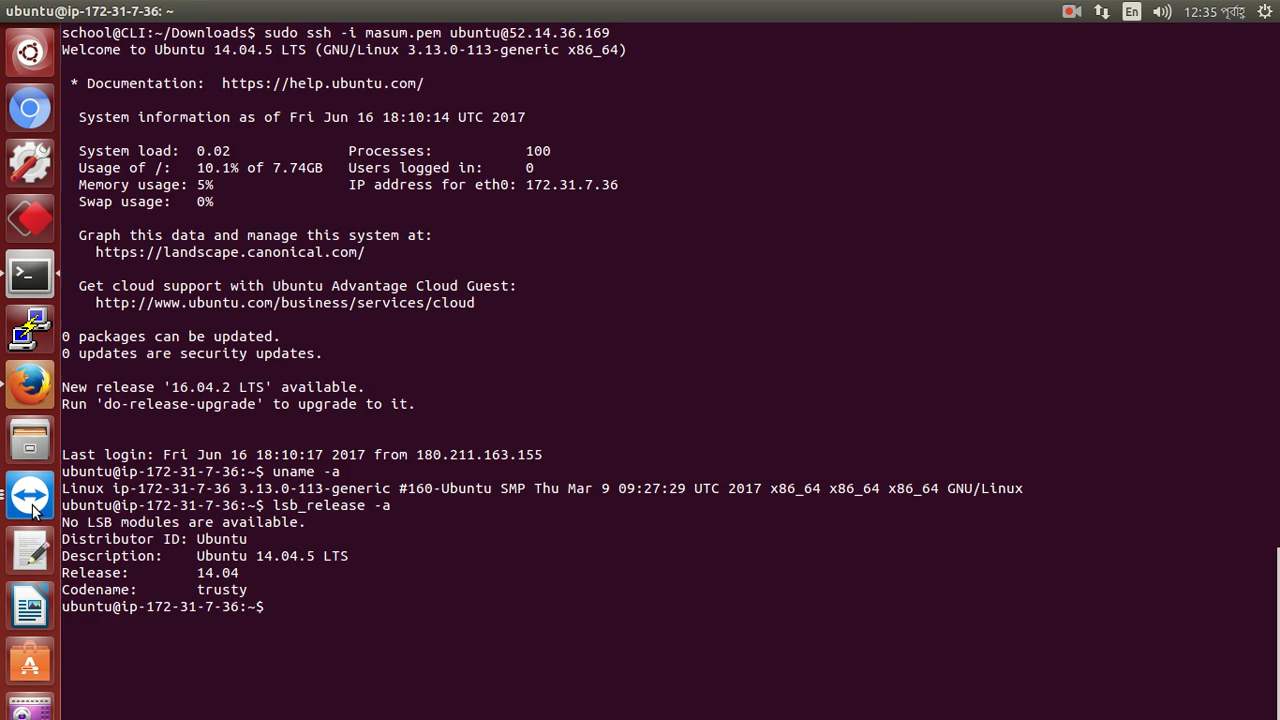 ubuntu@ip-172-31-7-36: ~
En
12:35 পূর্বাহ্ণ
school@CLI:~/Downloads$ sudo ssh -i masum.pem ubuntu@52.14.36.169
Welcome to Ubuntu 14.04.5 LTS (GNU/Linux 3.13.0-113-generic x86_64)
* Documentation:  https://help.ubuntu.com/
System information as of Fri Jun 16 18:10:14 UTC 2017
System load:  0.02              Processes:           100
Usage of /:   10.1% of 7.74GB   Users logged in:     0
Memory usage: 5%                IP address for eth0: 172.31.7.36
Swap usage:   0%
Graph this data and manage this system at:
https://landscape.canonical.com/
Get cloud support with Ubuntu Advantage Cloud Guest:
http://www.ubuntu.com/business/services/cloud
0 packages can be updated.
0 updates are security updates.
New release '16.04.2 LTS' available.
Run 'do-release-upgrade' to upgrade to it.
Last login: Fri Jun 16 18:10:17 2017 from 180.211.163.155
ubuntu@ip-172-31-7-36:~$ uname -a
Linux ip-172-31-7-36 3.13.0-113-generic #160-Ubuntu SMP Thu Mar 9 09:27:29 UTC 2017 x86_64 x86_64 x86_64 GNU/Linux
ubuntu@ip-172-31-7-36:~$ lsb_release -a
No LSB modules are available.
Distributor ID: Ubuntu
Description:    Ubuntu 14.04.5 LTS
Release:        14.04
Codename:       trusty
ubuntu@ip-172-31-7-36:~$